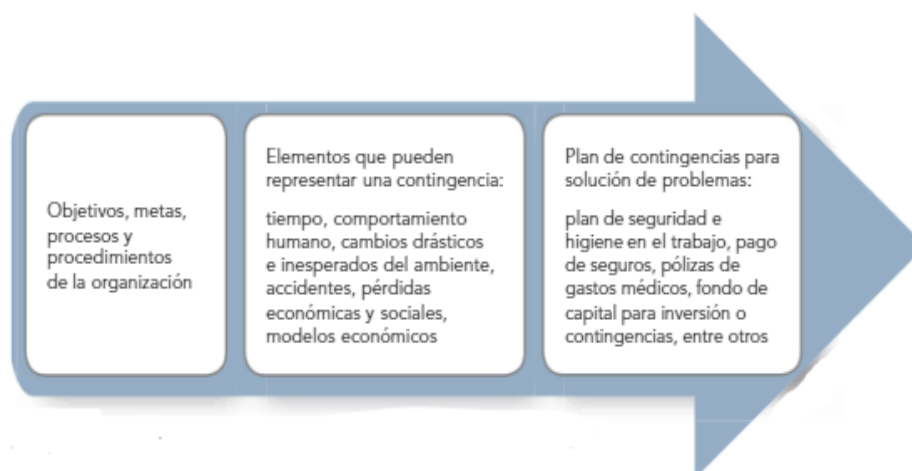 Objetivos, metas,
procesos y
procedimientos
de la organización
Elementos que pueden
representar una contingencia:
tiempo, comportamiento
humano, cambios drásticos
e inesperados del ambiente,
accidentes, pérdidas
económicas y sociales,
modelos económicos
Plan de contingencias para
solución de problemas:
plan de seguridad e
higiene en el trabajo, pago
de seguros, pólizas de
gastos médicos, fondo de
capital para inversión o
contingencias, entre otros